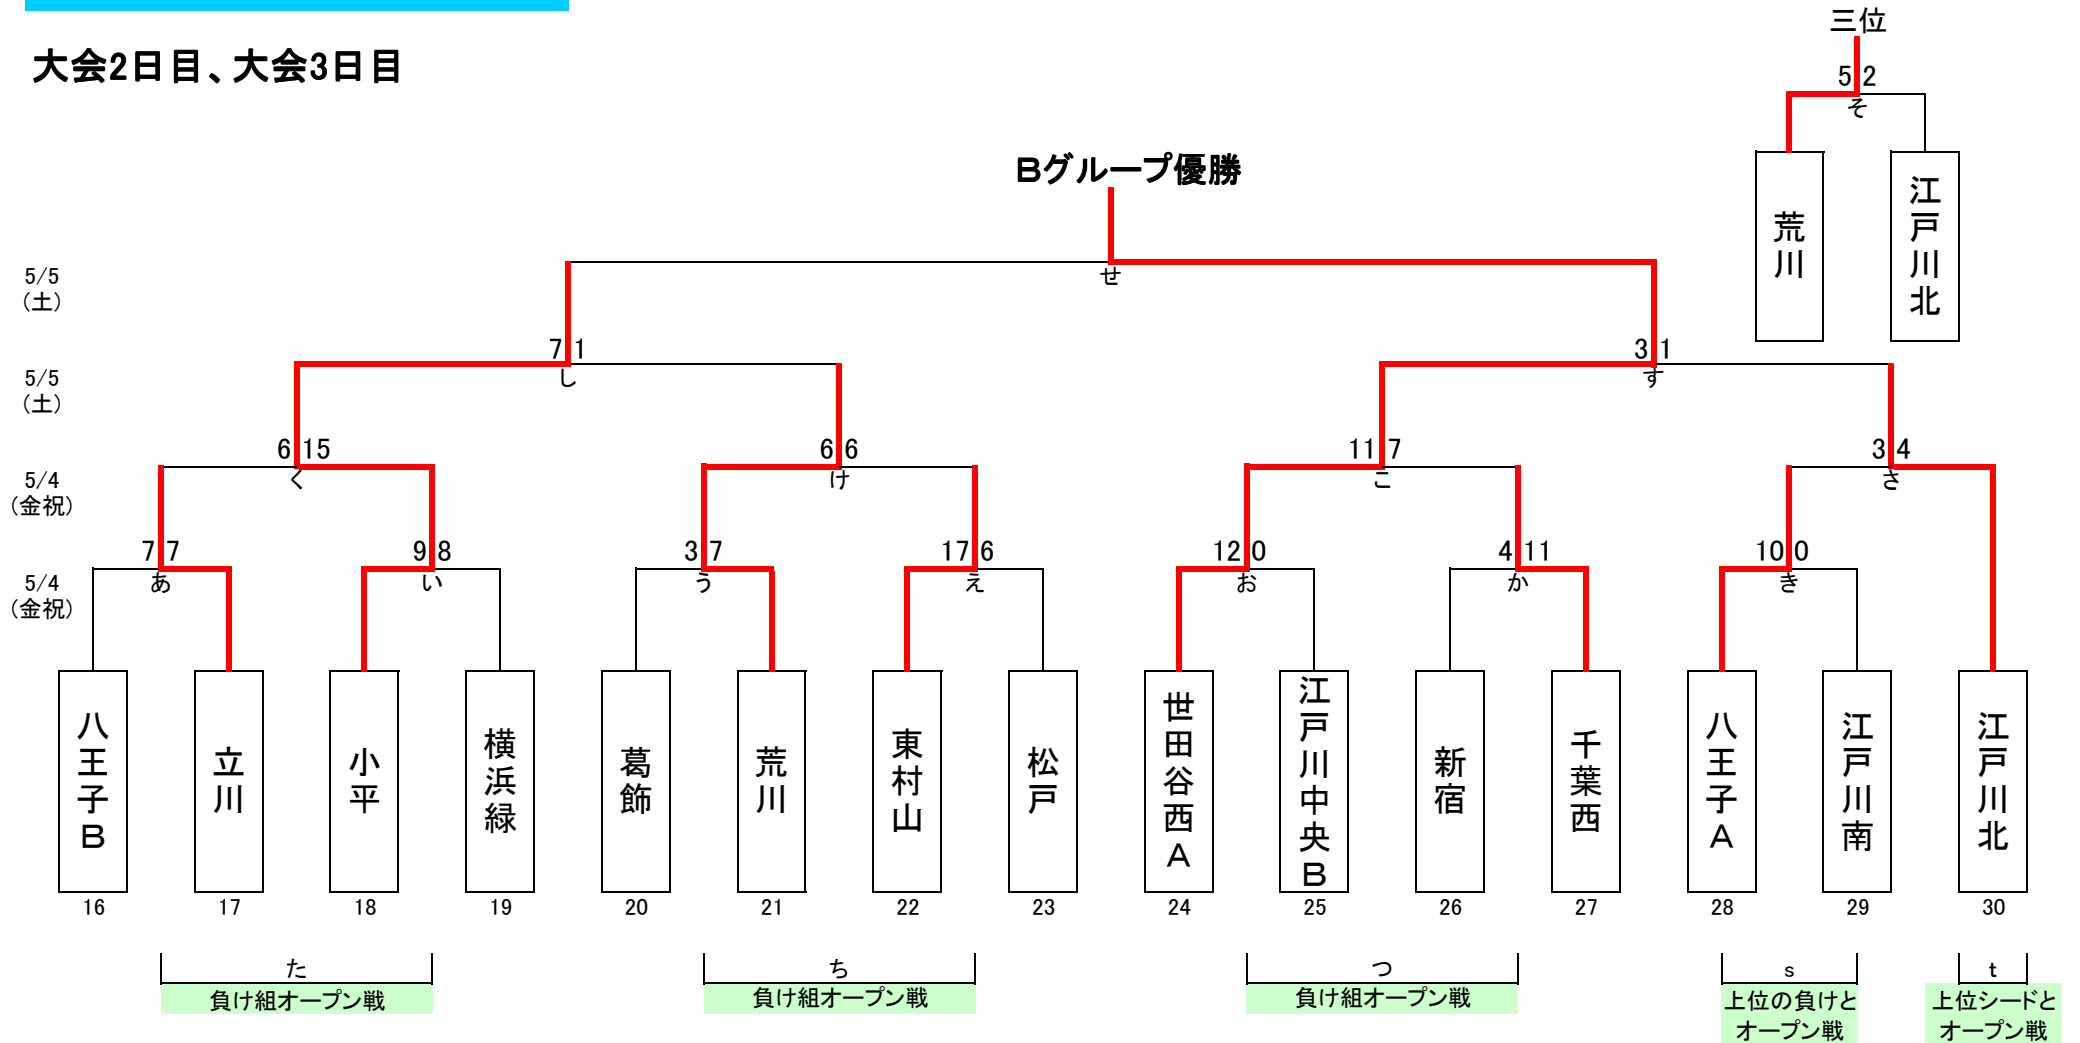 三位
大会2日目、大会3日目
5 2
そ
荒川
江戸川北
Bグループ優勝
5/5
(土)
せ
5/5
(土)
7 1
し
3 1
す
5/4
(金祝)
6 15
く
6 6
け
11 7
こ
3 4
さ
5/4
(金祝)
7 7
あ
9 8
い
3 7
う
17 6
え
12 0
お
4 11
か
10 0
き
八王子B
立川
小平
横浜緑
葛飾
荒川
東村山
松戸
世田谷西A
江戸川中央B
新宿
千葉西
八王子A
江戸川南
江戸川北
16 17 18 19 20 21 22 23 24 25 26 27 28 29 30
た
負け組オープン戦
ち
負け組オープン戦
つ
負け組オープン戦
s
上位の負けと
オープン戦
t
上位シードと
オープン戦